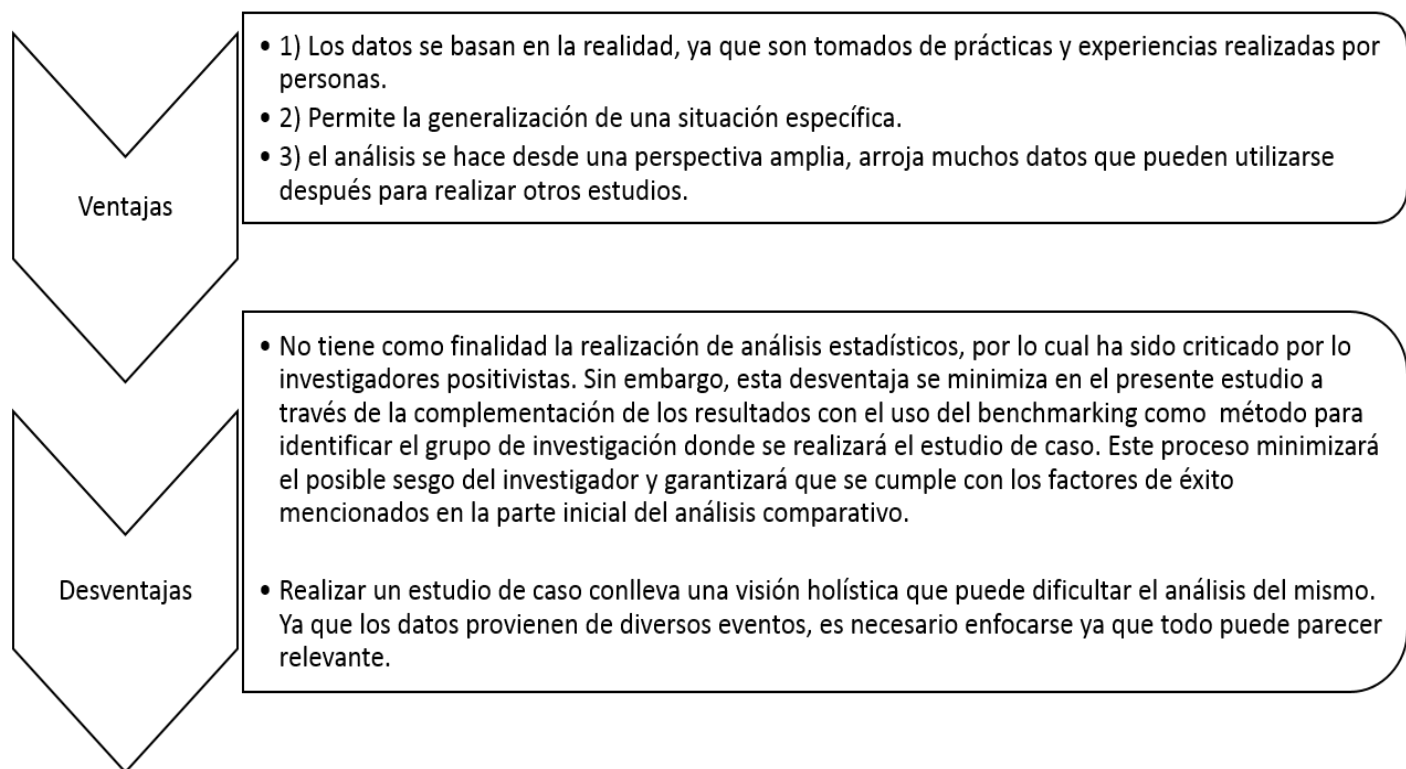 Ventajas
• 1) Los datos se basan en la realidad, ya que son tomados de prácticas y experiencias realizadas por
personas.
• 2) Permite la generalización de una situación específica.
• 3) el análisis se hace desde una perspectiva amplia, arroja muchos datos que pueden utilizarse
después para realizar otros estudios.
Desventajas
• No tiene como finalidad la realización de análisis estadísticos, por lo cual ha sido criticado por lo
investigadores positivistas. Sin embargo, esta desventaja se minimiza en el presente estudio a
través de la complementación de los resultados con el uso del benchmarking como  método para
identificar el grupo de investigación donde se realizará el estudio de caso. Este proceso minimizará
el posible sesgo del investigador y garantizará que se cumple con los factores de éxito
mencionados en la parte inicial del análisis comparativo.
• Realizar un estudio de caso conlleva una visión holística que puede dificultar el análisis del mismo.
Ya que los datos provienen de diversos eventos, es necesario enfocarse ya que todo puede parecer
relevante.